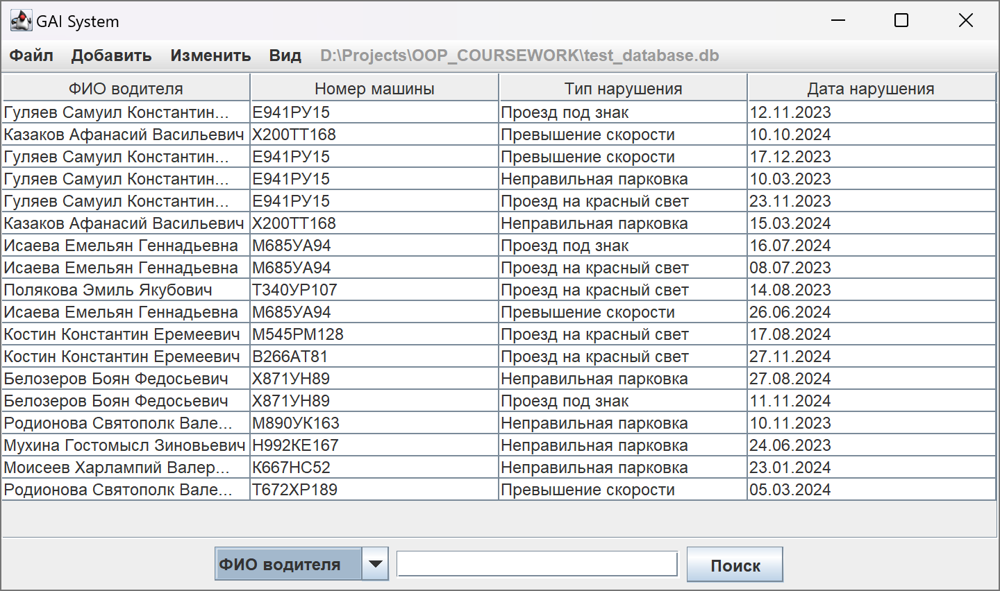 GAI System
Файл Добавить Изменить Вид D:\Projects\OOP_COURSEWORK\test_database.db
ФИО водителя Номер машины Тип нарушения Дата нарушения
Гуляев Самуил Константин... Е941РУ15 Проезд под знак 12.11.2023
Казаков Афанасий Васильевич Х200ТТ168 Превышение скорости 10.10.2024
Гуляев Самуил Константин... Е941РУ15 Превышение скорости 17.12.2023
Гуляев Самуил Константин... Е941РУ15 Неправильная парковка 10.03.2023
Гуляев Самуил Константин... Е941РУ15 Проезд на красный свет 23.11.2023
Казаков Афанасий Васильевич Х200ТТ168 Неправильная парковка 15.03.2024
Исаева Емельян Геннадьевна М685УА94 Проезд под знак 16.07.2024
Исаева Емельян Геннадьевна М685УА94 Проезд на красный свет 08.07.2023
Полякова Эмиль Якубович Т340УР107 Проезд на красный свет 14.08.2023
Исаева Емельян Геннадьевна М685УА94 Превышение скорости 26.06.2024
Костин Константин Еремеевич М545РМ128 Проезд на красный свет 17.08.2024
Костин Константин Еремеевич В266АТ81 Проезд на красный свет 27.11.2024
Белозеров Боян Федосьевич Х871УН89 Неправильная парковка 27.08.2024
Белозеров Боян Федосьевич Х871УН89 Проезд под знак 11.11.2024
Родионова Святополк Вале... М890УК163 Неправильная парковка 10.11.2023
Мухина Гостомысл Зиновьевич Н992КЕ167 Неправильная парковка 24.06.2023
Моисеев Харлампий Валер... К667НС52 Неправильная парковка 23.01.2024
Родионова Святополк Вале... Т672ХР189 Превышение скорости 05.03.2024
ФИО водителя Поиск